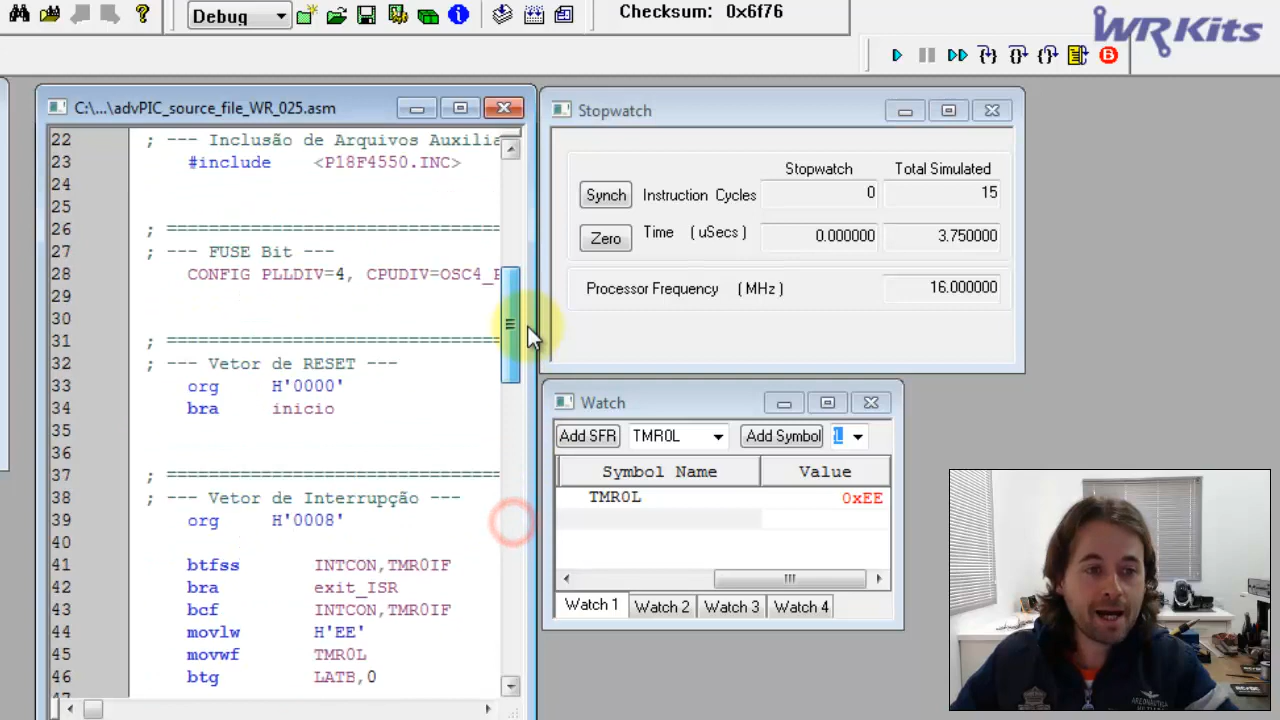 Debug
Checksum: 0x6f76
WR Kits
C:\...\advPIC_source_file_WR_025.asm
22 ; --- Inclusão de Arquivos Auxilia
23 #include <P18F4550.INC>
24
25
26 ; ================================
27 ; --- FUSE Bit ---
28 CONFIG PLLDIV=4, CPUDIV=OSC4_P
29
30
31 ; ================================
32 ; --- Vetor de RESET ---
33 org H'0000'
34 bra inicio
35
36
37 ; ================================
38 ; --- Vetor de Interrupção ---
39 org H'0008'
40
41 btfss INTCON,TMR0IF
42 bra exit_ISR
43 bcf INTCON,TMR0IF
44 movlw H'EE'
45 movwf TMR0L
46 btg LATB,0
Stopwatch
Stopwatch Total Simulated
Synch Instruction Cycles 0 15
Zero Time (uSecs) 0.000000 3.750000
Processor Frequency (MHz) 16.000000
Watch
Add SFR TMR0L Add Symbol
Symbol Name Value
TMR0L 0xEE
Watch 1 Watch 2 Watch 3 Watch 4